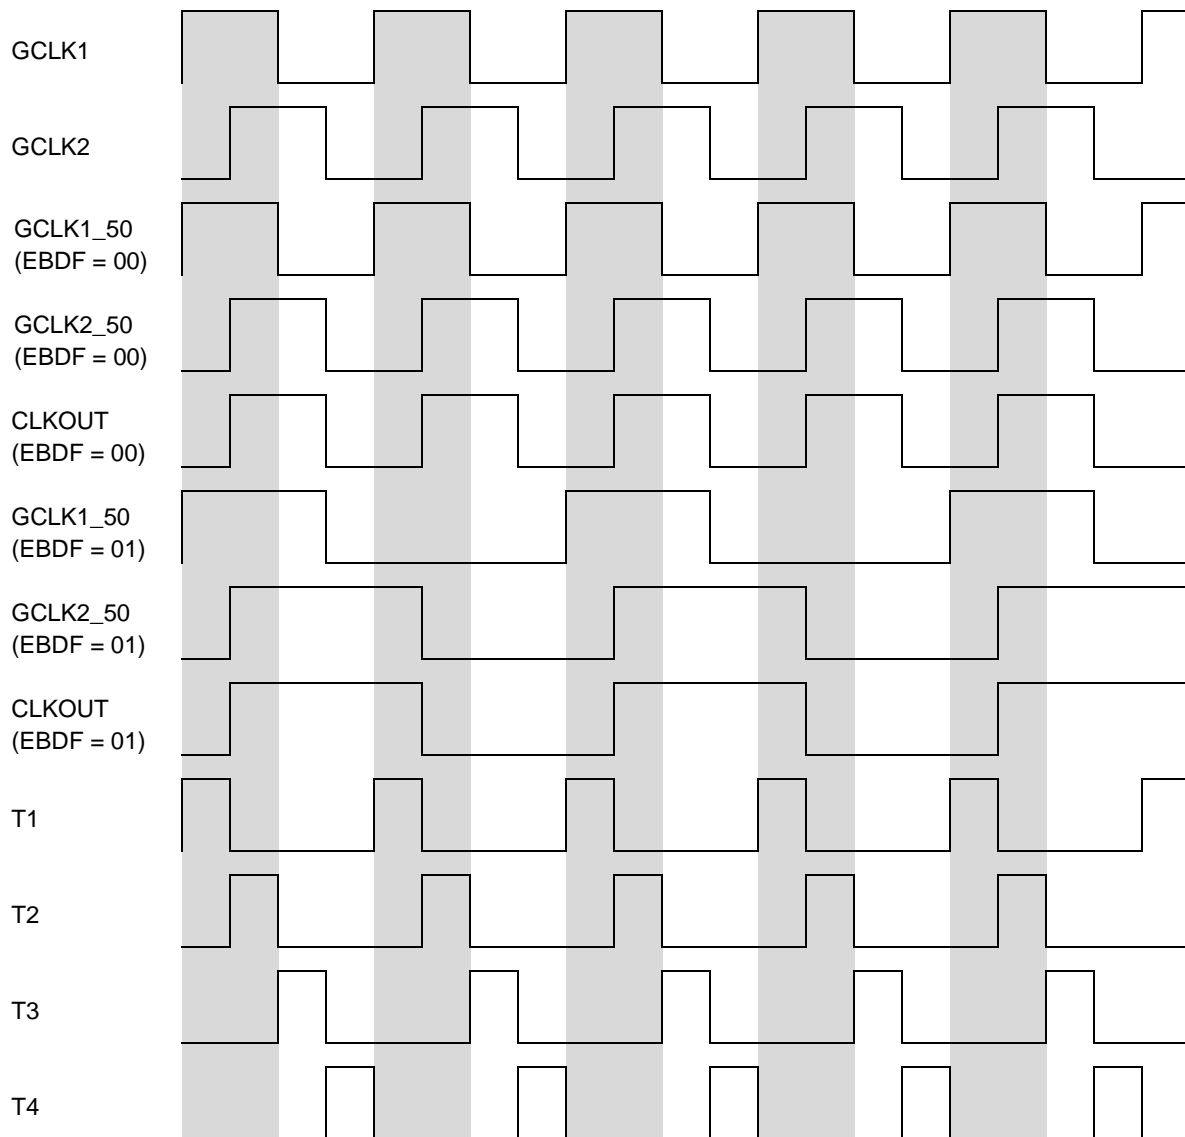 GCLK1
GCLK2
GCLK1_50
(EBDF = 00)
GCLK2_50
(EBDF = 00)
CLKOUT
(EBDF = 00)
GCLK1_50
(EBDF = 01)
GCLK2_50
(EBDF = 01)
CLKOUT
(EBDF = 01)
T1
T2
T3
T4